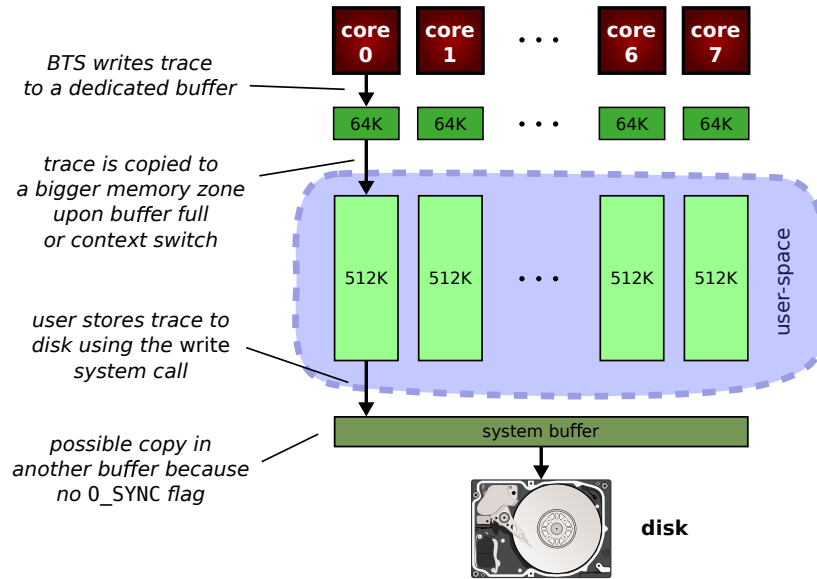 core 0
core 1
• • •
core 6
core 7
BTS writes trace
to a dedicated buffer
64K
64K
• • •
64K
64K
trace is copied to
a bigger memory zone
upon buffer full
or context switch
512K
512K
• • •
512K
512K
user-space
user stores trace to
disk using the write
system call
system buffer
possible copy in
another buffer because
no O_SYNC flag
disk